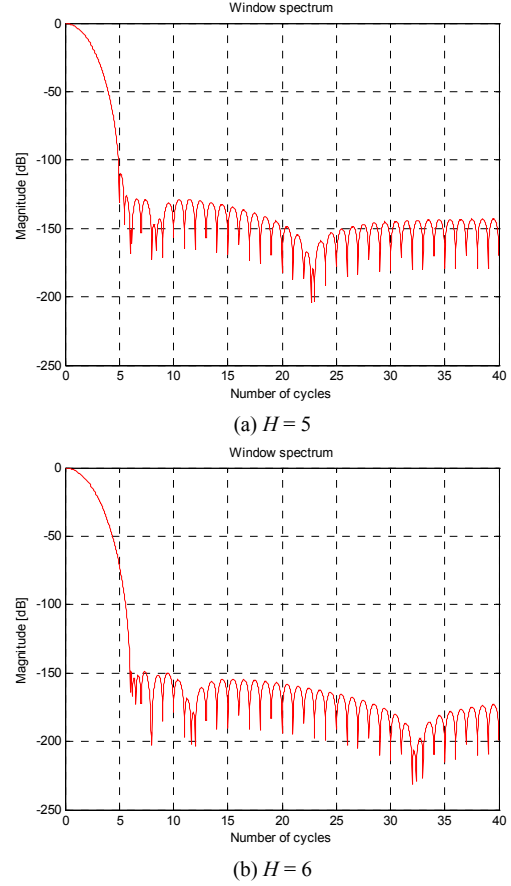 Window spectrum
0
-50
-100
-150
-200
-250
Magnitude [dB]
0 5 10 15 20 25 30 35 40
Number of cycles
(a) H = 5
Window spectrum
0
-50
-100
-150
-200
-250
Magnitude [dB]
0 5 10 15 20 25 30 35 40
Number of cycles
(b) H = 6